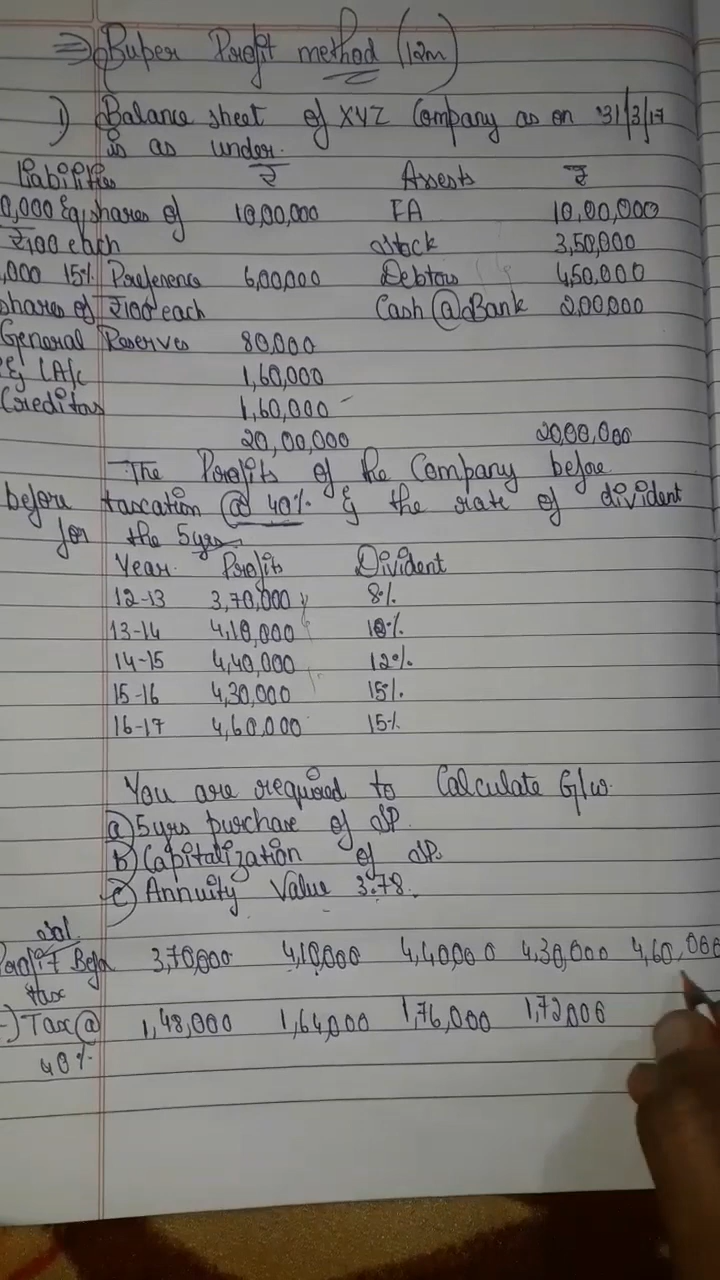 ⇒ Super Profit method (12m)
1) Balance sheet of XYZ Company as on 31/3/17
is as under.
Liabilities ₹ Assests ₹
0,000 Eq shares of 10,00,000 FA 10,00,000
₹100 each Stock 3,50,000
,000 15% Preference 6,00,000 Debtors 4,50,000
shares of ₹100 each Cash @ Bank 2,00,000
General Reserves 80,000
& L A/c 1,60,000
Creditors 1,60,000
20,00,000 2000,000
The Profits of the Company before
before taxcation @ 40% & the rate of divident
for the 5yrs
Year Profits Divident
12-13 3,70,000 8%
13-14 4,10,000 10%
14-15 4,40,000 12%
15-16 4,30,000 15%
16-17 4,60,000 15%
You are required to Calculate G/w.
a) 5yrs purchase of SP.
b) Capitalization of SP.
c) Annuity Value 3.78.
Sol.
Profit Befo 3,70,000 4,10,000 4,40,000 4,30,000 4,60,000
tax
-) Tax @ 1,48,000 1,64,000 1,76,000 1,72,000
40%